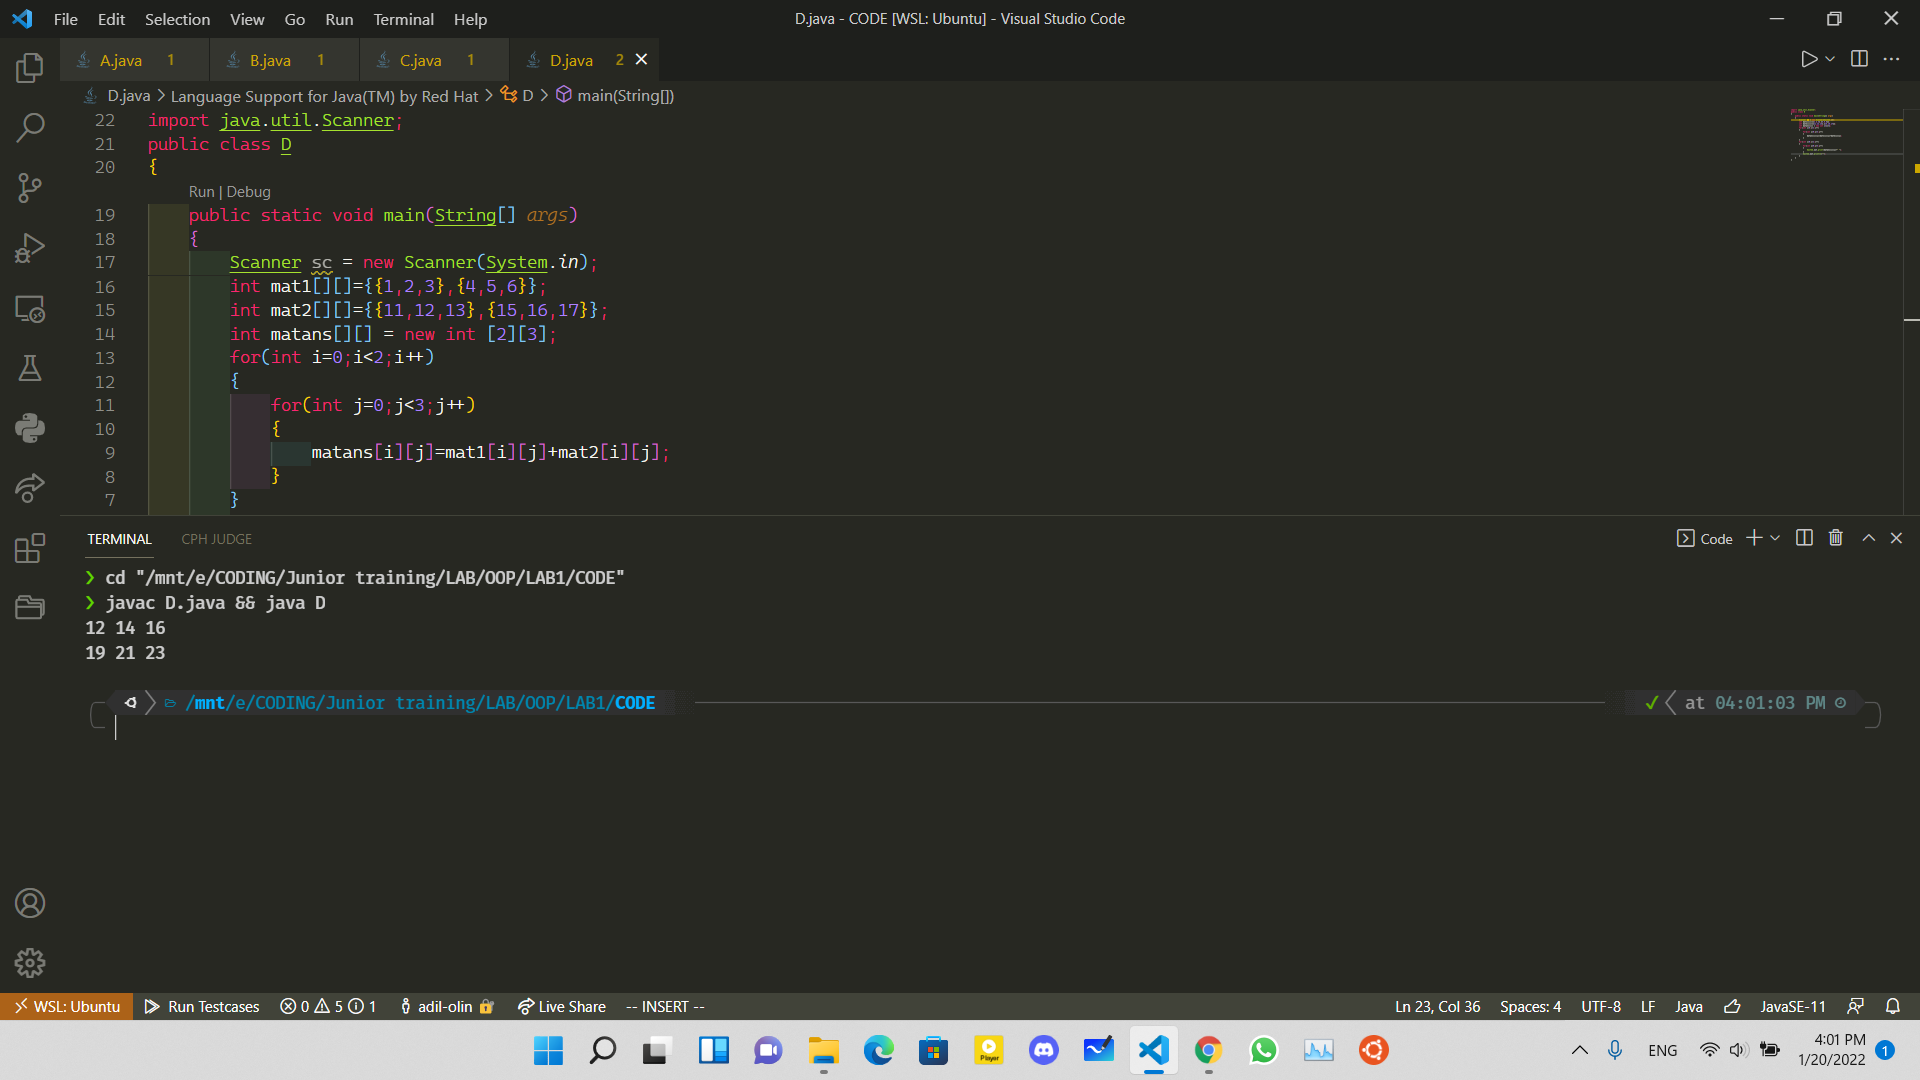 File Edit Selection View Go Run Terminal Help
D.java - CODE [WSL: Ubuntu] - Visual Studio Code
A.java 1 B.java 1 C.java 1 D.java 2
D.java > Language Support for Java(TM) by Red Hat > D > main(String[])
22 import java.util.Scanner;
21 public class D
20 {
Run | Debug
19 public static void main(String[] args)
18 {
17 Scanner sc = new Scanner(System.in);
16 int mat1[][]={{1,2,3},{4,5,6}};
15 int mat2[][]={{11,12,13},{15,16,17}};
14 int matans[][] = new int [2][3];
13 for(int i=0;i<2;i++)
12 {
11 for(int j=0;j<3;j++)
10 {
9 matans[i][j]=mat1[i][j]+mat2[i][j];
8 }
7 }
TERMINAL CPH JUDGE
Code
❯ cd "/mnt/e/CODING/Junior training/LAB/OOP/LAB1/CODE"
❯ javac D.java && java D
12 14 16
19 21 23
/mnt/e/CODING/Junior training/LAB/OOP/LAB1/CODE
✓ at 04:01:03 PM
WSL: Ubuntu Run Testcases 0 5 1 adil-olin Live Share -- INSERT --
Ln 23, Col 36 Spaces: 4 UTF-8 LF Java JavaSE-11
Player
ENG
4:01 PM
1/20/2022
1